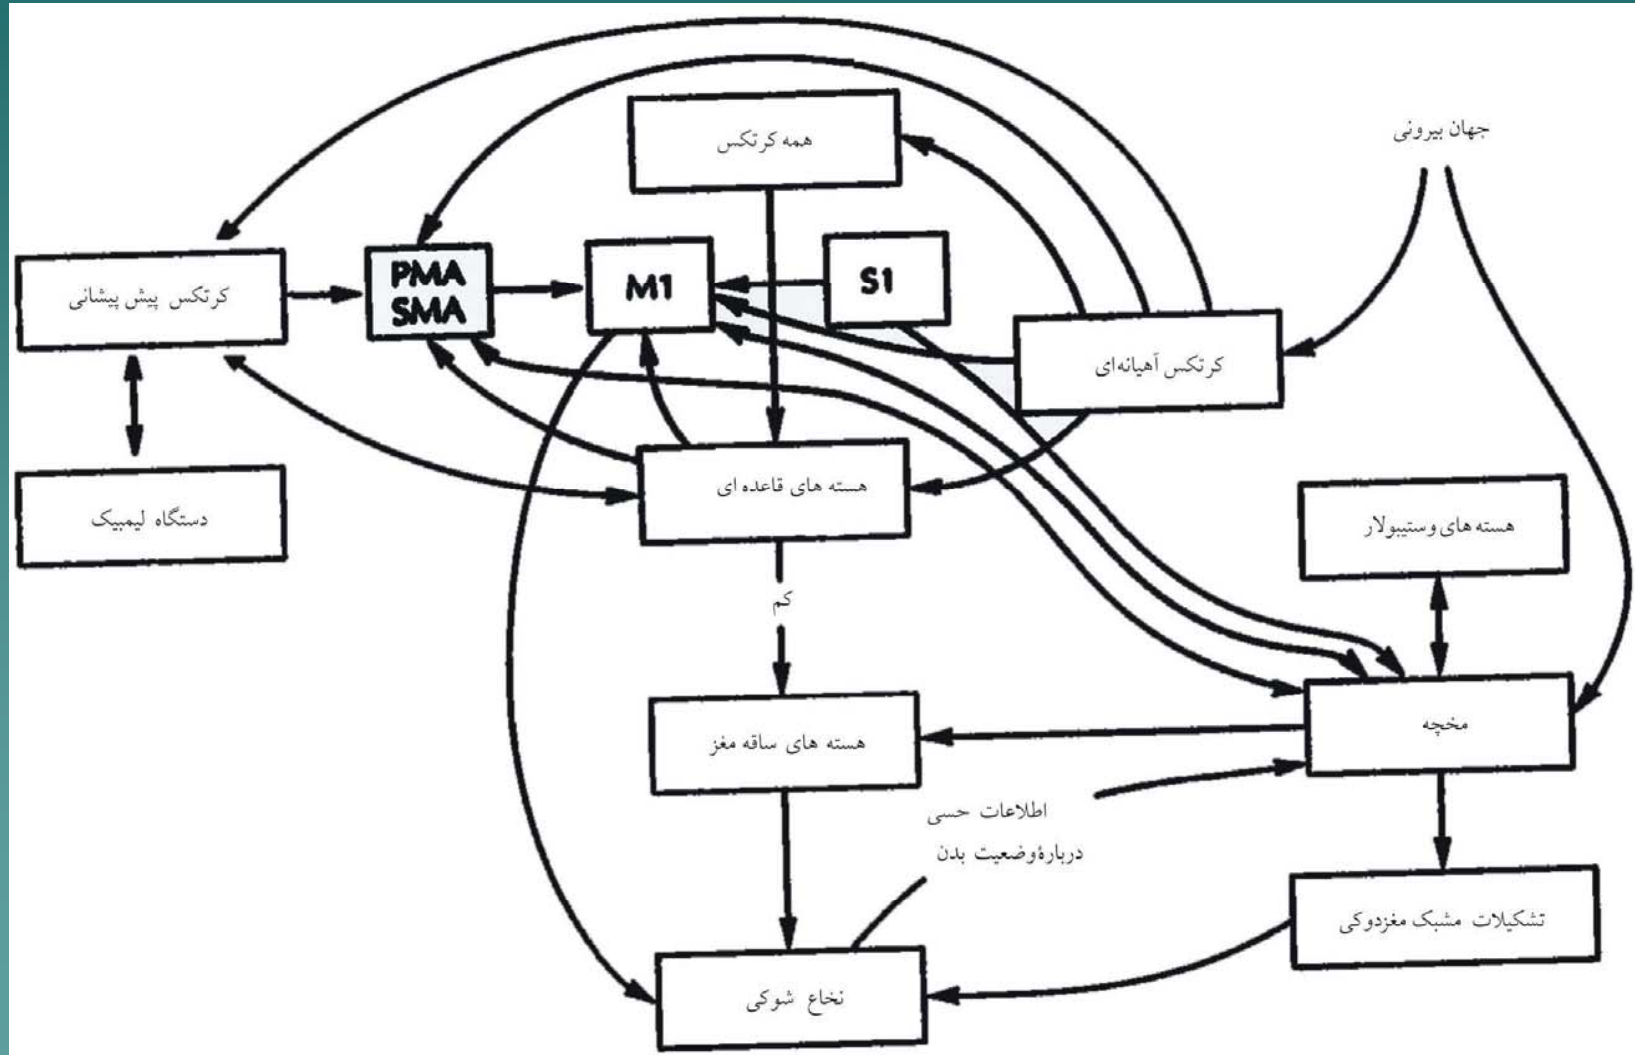 جهان بیرونی
همه کرتکس
کرتکس پیش پیشانی
PMA
SMA
M1
S1
کرتکس آهیانه‌ای
دستگاه لیمبیک
هسته های قاعده ای
هسته های وستیبولار
کم
هسته های ساقه مغز
مخچه
اطلاعات حسی
دربارهٔ وضعیت بدن
تشکیلات مشبک مغزدوکی
نخاع شوکی